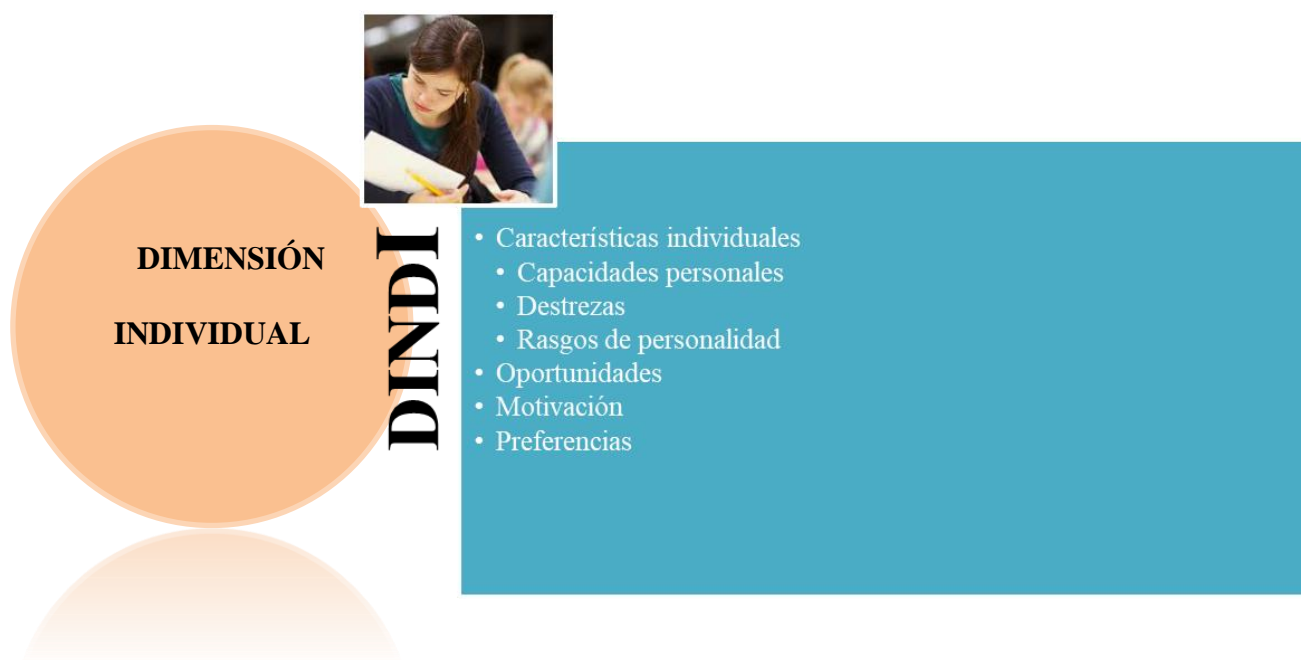 DIMENSIÓN
INDIVIDUAL
DINDI
• Características individuales
• Capacidades personales
• Destrezas
• Rasgos de personalidad
• Oportunidades
• Motivación
• Preferencias